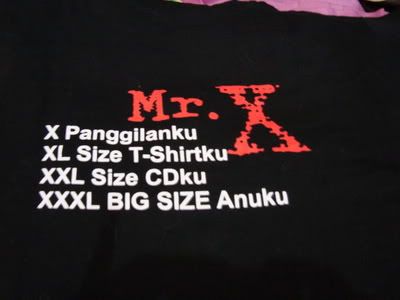 Mr. X
X Panggilanku
XL Size T-Shirtku
XXL Size CDku
XXXL BIG SIZE Anuku